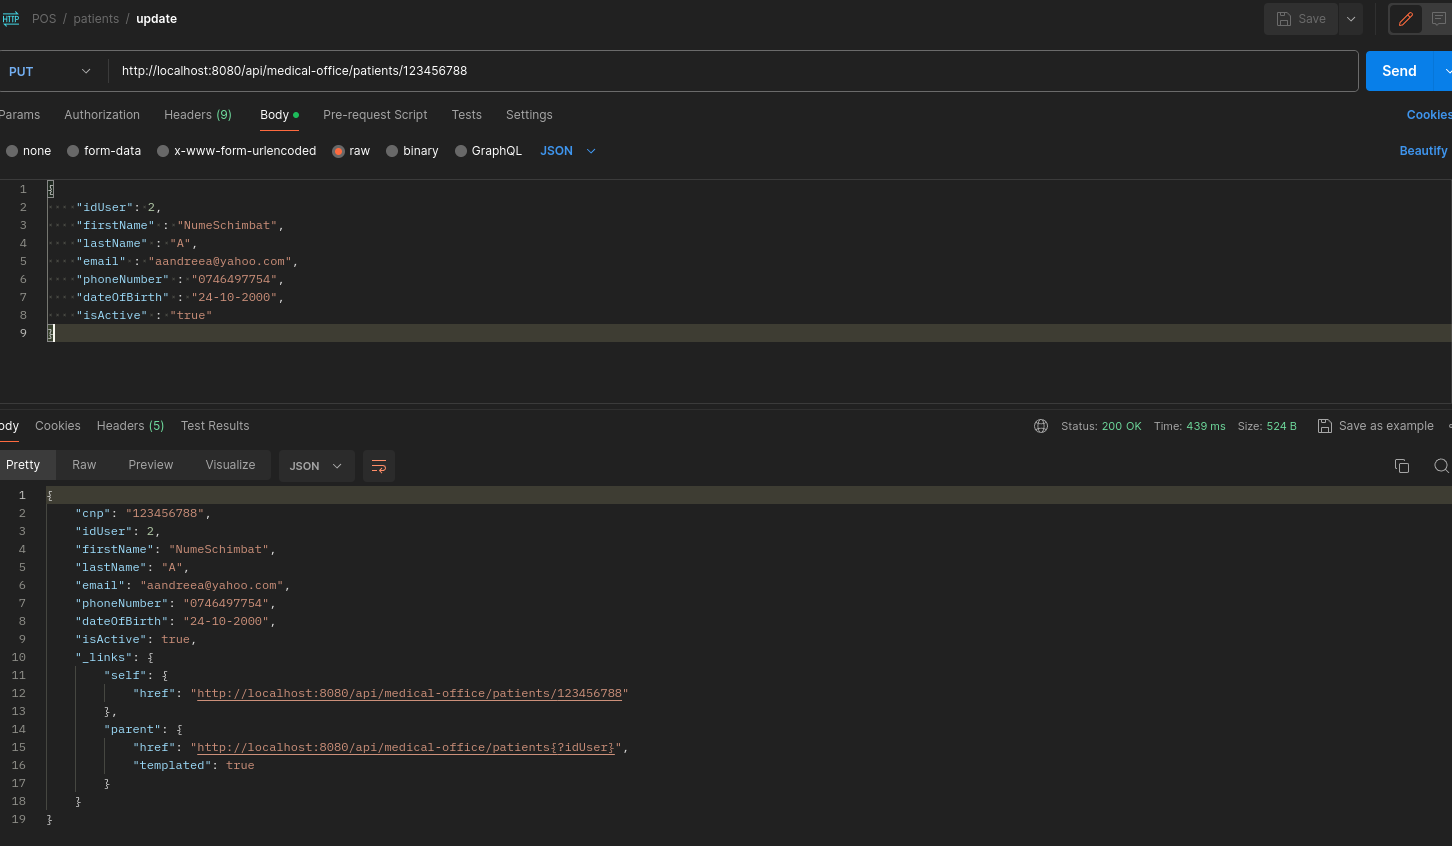 HTTP POS / patients / update Save
PUT http://localhost:8080/api/medical-office/patients/123456788 Send
Params Authorization Headers (9) Body Pre-request Script Tests Settings Cookies
none form-data x-www-form-urlencoded raw binary GraphQL JSON Beautify
1 {
2 "idUser": 2,
3 "firstName" : "NumeSchimbat",
4 "lastName" : "A",
5 "email" : "aandreea@yahoo.com",
6 "phoneNumber" : "0746497754",
7 "dateOfBirth" : "24-10-2000",
8 "isActive" : "true"
9 }
ody Cookies Headers (5) Test Results Status: 200 OK Time: 439 ms Size: 524 B Save as example
Pretty Raw Preview Visualize JSON
1 {
2 "cnp": "123456788",
3 "idUser": 2,
4 "firstName": "NumeSchimbat",
5 "lastName": "A",
6 "email": "aandreea@yahoo.com",
7 "phoneNumber": "0746497754",
8 "dateOfBirth": "24-10-2000",
9 "isActive": true,
10 "_links": {
11 "self": {
12 "href": "http://localhost:8080/api/medical-office/patients/123456788"
13 },
14 "parent": {
15 "href": "http://localhost:8080/api/medical-office/patients{?idUser}",
16 "templated": true
17 }
18 }
19 }